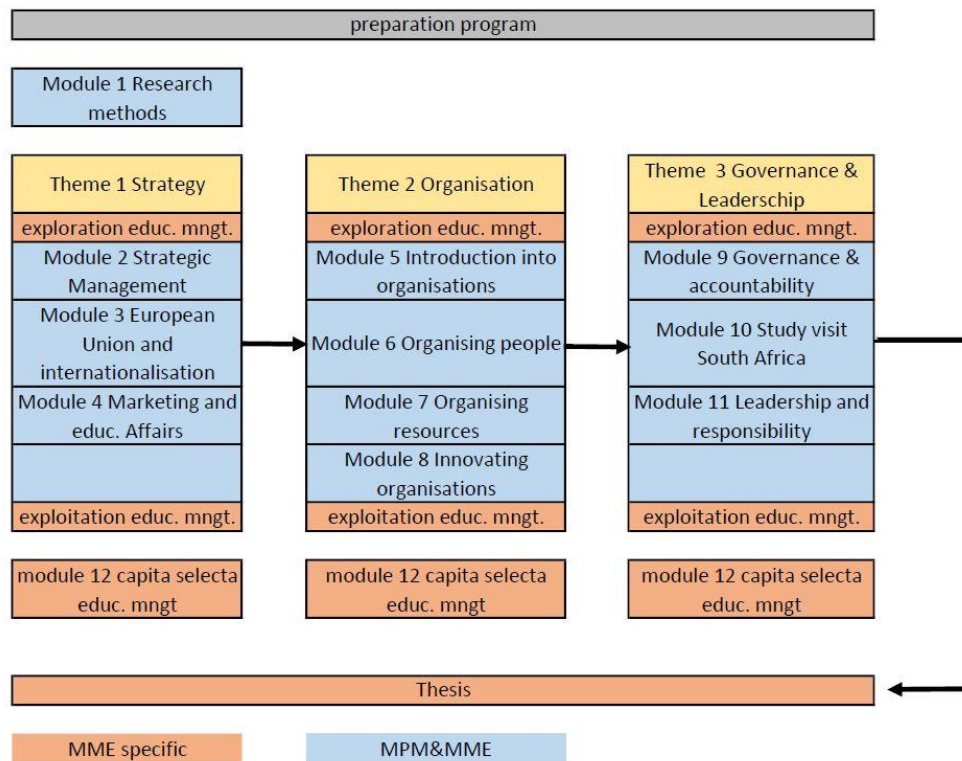 preparation program
Module 1 Research
methods
Theme 1 Strategy
exploration educ. mngt.
Module 2 Strategic
Management
Module 3 European
Union and
internationalisation
Module 4 Marketing and
educ. Affairs
exploitation educ. mngt.
module 12 capita selecta
educ. mngt
Theme 2 Organisation
exploration educ. mngt.
Module 5 Introduction into
organisations
Module 6 Organising people
Module 7 Organising
resources
Module 8 Innovating
organisations
exploitation educ. mngt.
module 12 capita selecta
educ. mngt
Theme 3 Governance &
Leaderschip
exploration educ. mngt.
Module 9 Governance &
accountability
Module 10 Study visit
South Africa
Module 11 Leadership and
responsibility
exploitation educ. mngt.
module 12 capita selecta
educ. mngt
Thesis
MME specific
MPM&MME